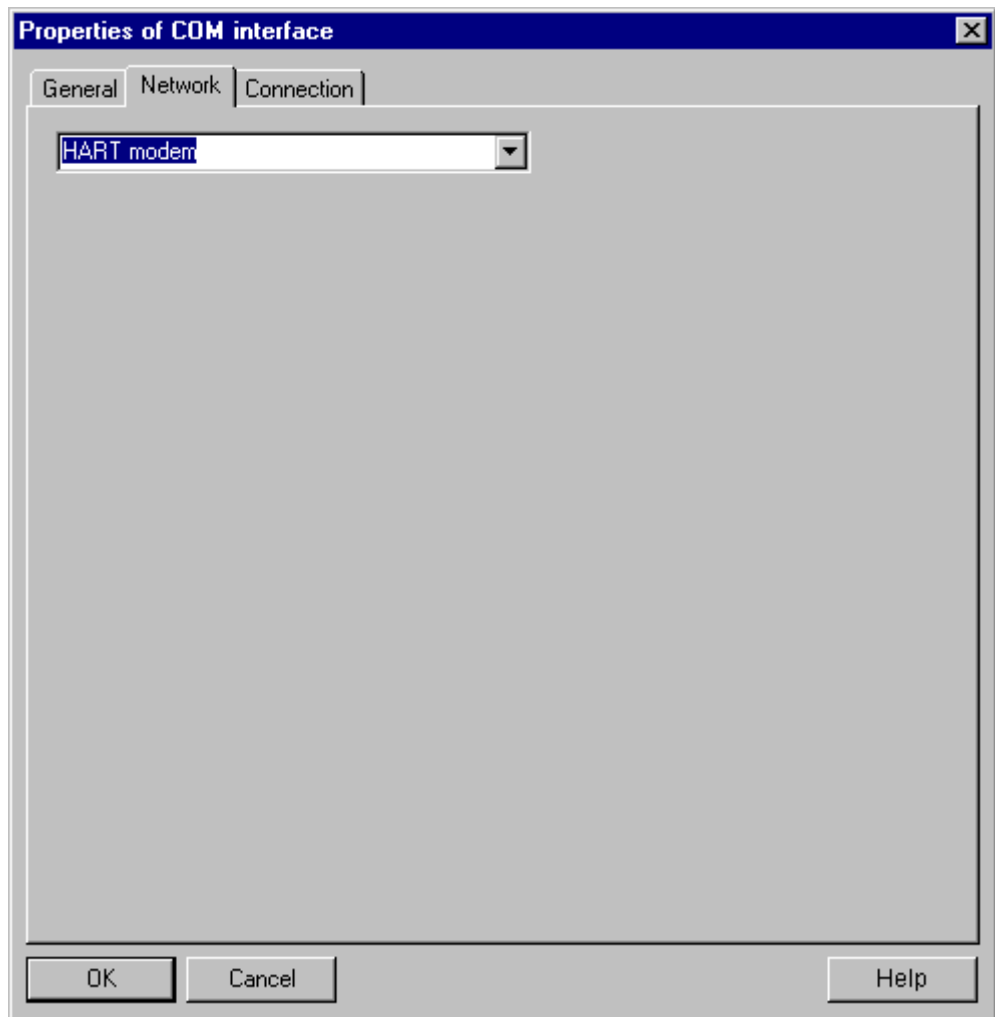 Properties of COM interface
General Network Connection
HART modem
OK Cancel Help